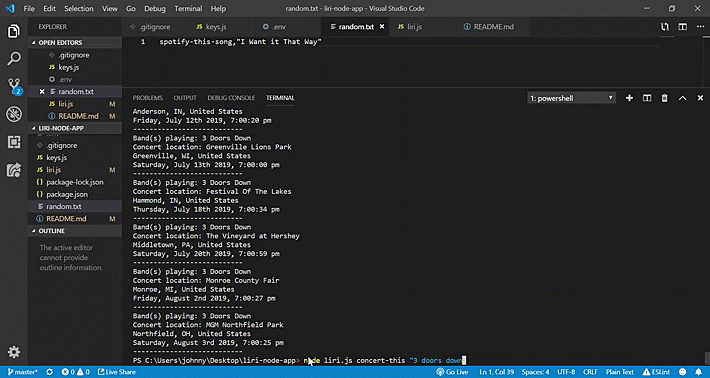 File Edit Selection View Go Debug Terminal Help
random.txt - liri-node-app - Visual Studio Code
EXPLORER
OPEN EDITORS
.gitignore
keys.js
.env
random.txt
liri.js M
README.md M
LIRI-NODE-APP
.env
.gitignore
keys.js
liri.js M
package-lock.json
package.json
random.txt
README.md M
OUTLINE
The active editor
cannot provide
outline information.
.gitignore keys.js .env random.txt liri.js README.md
1 spotify-this-song,"I Want it That Way"
PROBLEMS OUTPUT DEBUG CONSOLE TERMINAL 1: powershell
Anderson, IN, United States
Friday, July 12th 2019, 7:00:20 pm
---------------------------
Band(s) playing: 3 Doors Down
Concert location: Greenville Lions Park
Greenville, WI, United States
Saturday, July 13th 2019, 7:00:00 pm
---------------------------
Band(s) playing: 3 Doors Down
Concert location: Festival Of The Lakes
Hammond, IN, United States
Thursday, July 18th 2019, 7:00:34 pm
---------------------------
Band(s) playing: 3 Doors Down
Concert location: The Vineyard at Hershey
Middletown, PA, United States
Saturday, July 20th 2019, 7:00:59 pm
---------------------------
Band(s) playing: 3 Doors Down
Concert location: Monroe County Fair
Monroe, MI, United States
Friday, August 2nd 2019, 7:00:27 pm
---------------------------
Band(s) playing: 3 Doors Down
Concert location: MGM Northfield Park
Northfield, OH, United States
Saturday, August 3rd 2019, 7:00:25 pm
---------------------------
PS C:\Users\johnny\Desktop\liri-node-app> node liri.js concert-this "3 doors down
2
master* Live Share Go Live Ln 1, Col 39 Spaces: 4 UTF-8 CRLF Plain Text ESLint